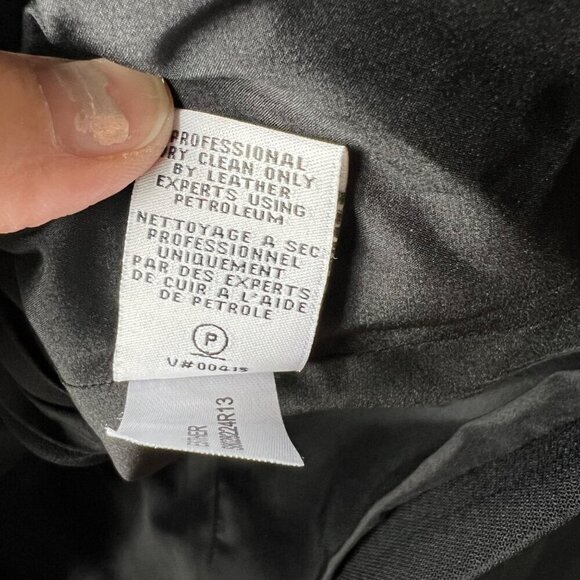 PROFESSIONAL
DRY CLEAN ONLY
BY LEATHER
EXPERTS USING
PETROLEUM
NETTOYAGE A SEC
PROFESSIONNEL
UNIQUEMENT
PAR DES EXPERTS
DE CUIR A L'AIDE
DE PETROLE
P
V#00415